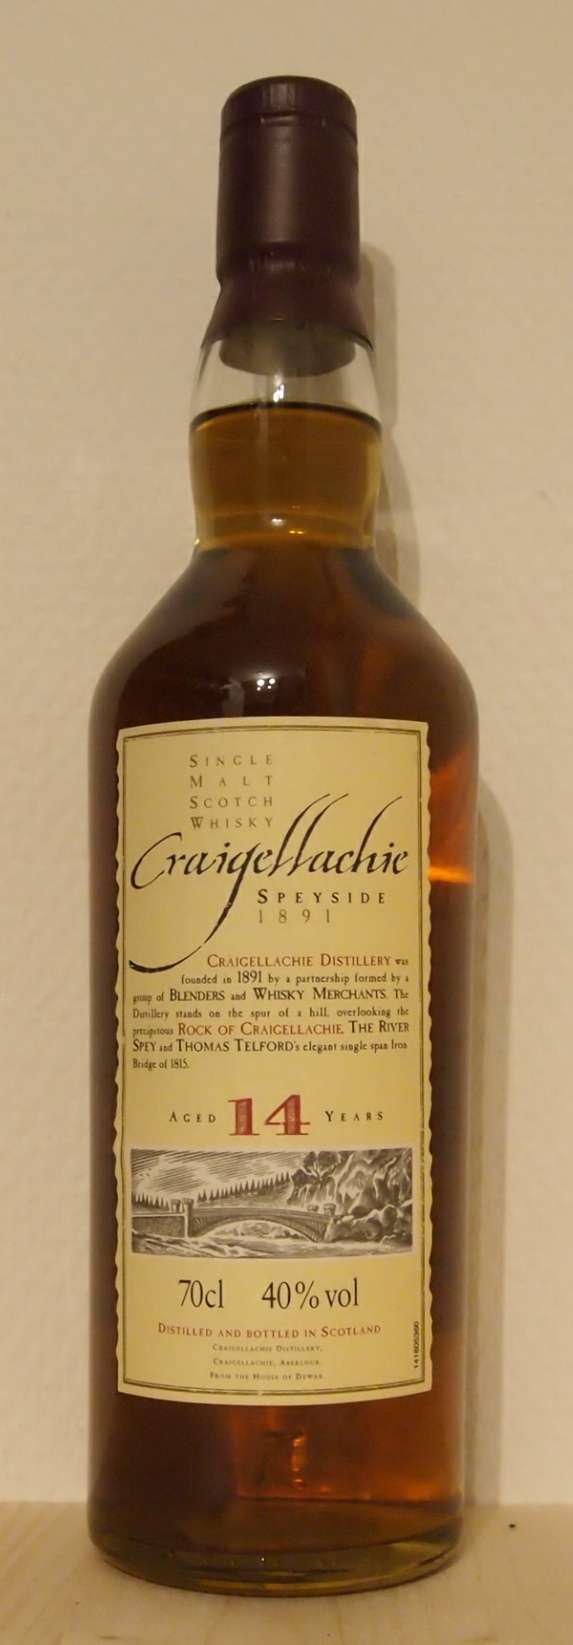 SINGLE
MALT
SCOTCH
WHISKY
Craigellachie
SPEYSIDE
1891
CRAIGELLACHIE DISTILLERY was
founded in 1891 by a partnership formed by a
group of BLENDERS and WHISKY MERCHANTS. The
Distillery stands on the spur of a hill, overlooking the
precipitous ROCK OF CRAIGELLACHIE, THE RIVER
SPEY and THOMAS TELFORD's elegant single span Iron
Bridge of 1815.
AGED 14 YEARS
70cl 40% vol
DISTILLED AND BOTTLED IN SCOTLAND
CRAIGELLACHIE DISTILLERY,
CRAIGELLACHIE, ABERLOUR.
FROM THE HOUSE OF DEWAR